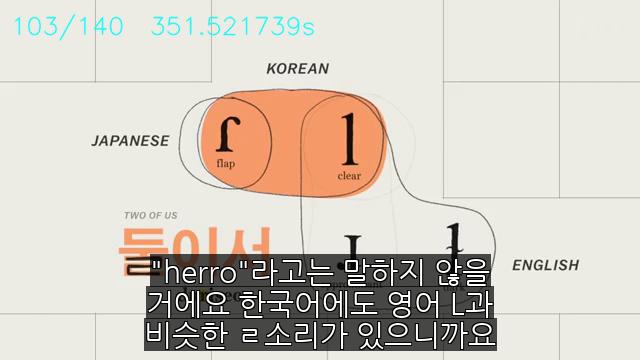 103/140 351.521739s
KOREAN
JAPANESE
ɾ
flap
l
clear
TWO OF US
둘이서
ɹ
ɫ
ENGLISH
"herro"라고는 말하지 않을
거에요 한국어에도 영어 L과
비슷한 ㄹ소리가 있으니까요